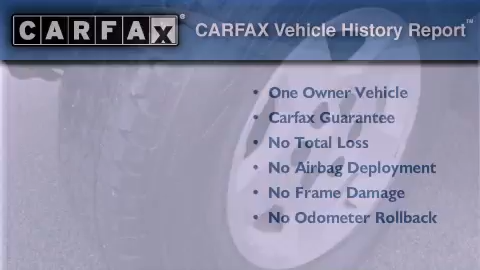 CARFAX® CARFAX Vehicle History Report™
• One Owner Vehicle
• Carfax Guarantee
• No Total Loss
• No Airbag Deployment
• No Frame Damage
• No Odometer Rollback